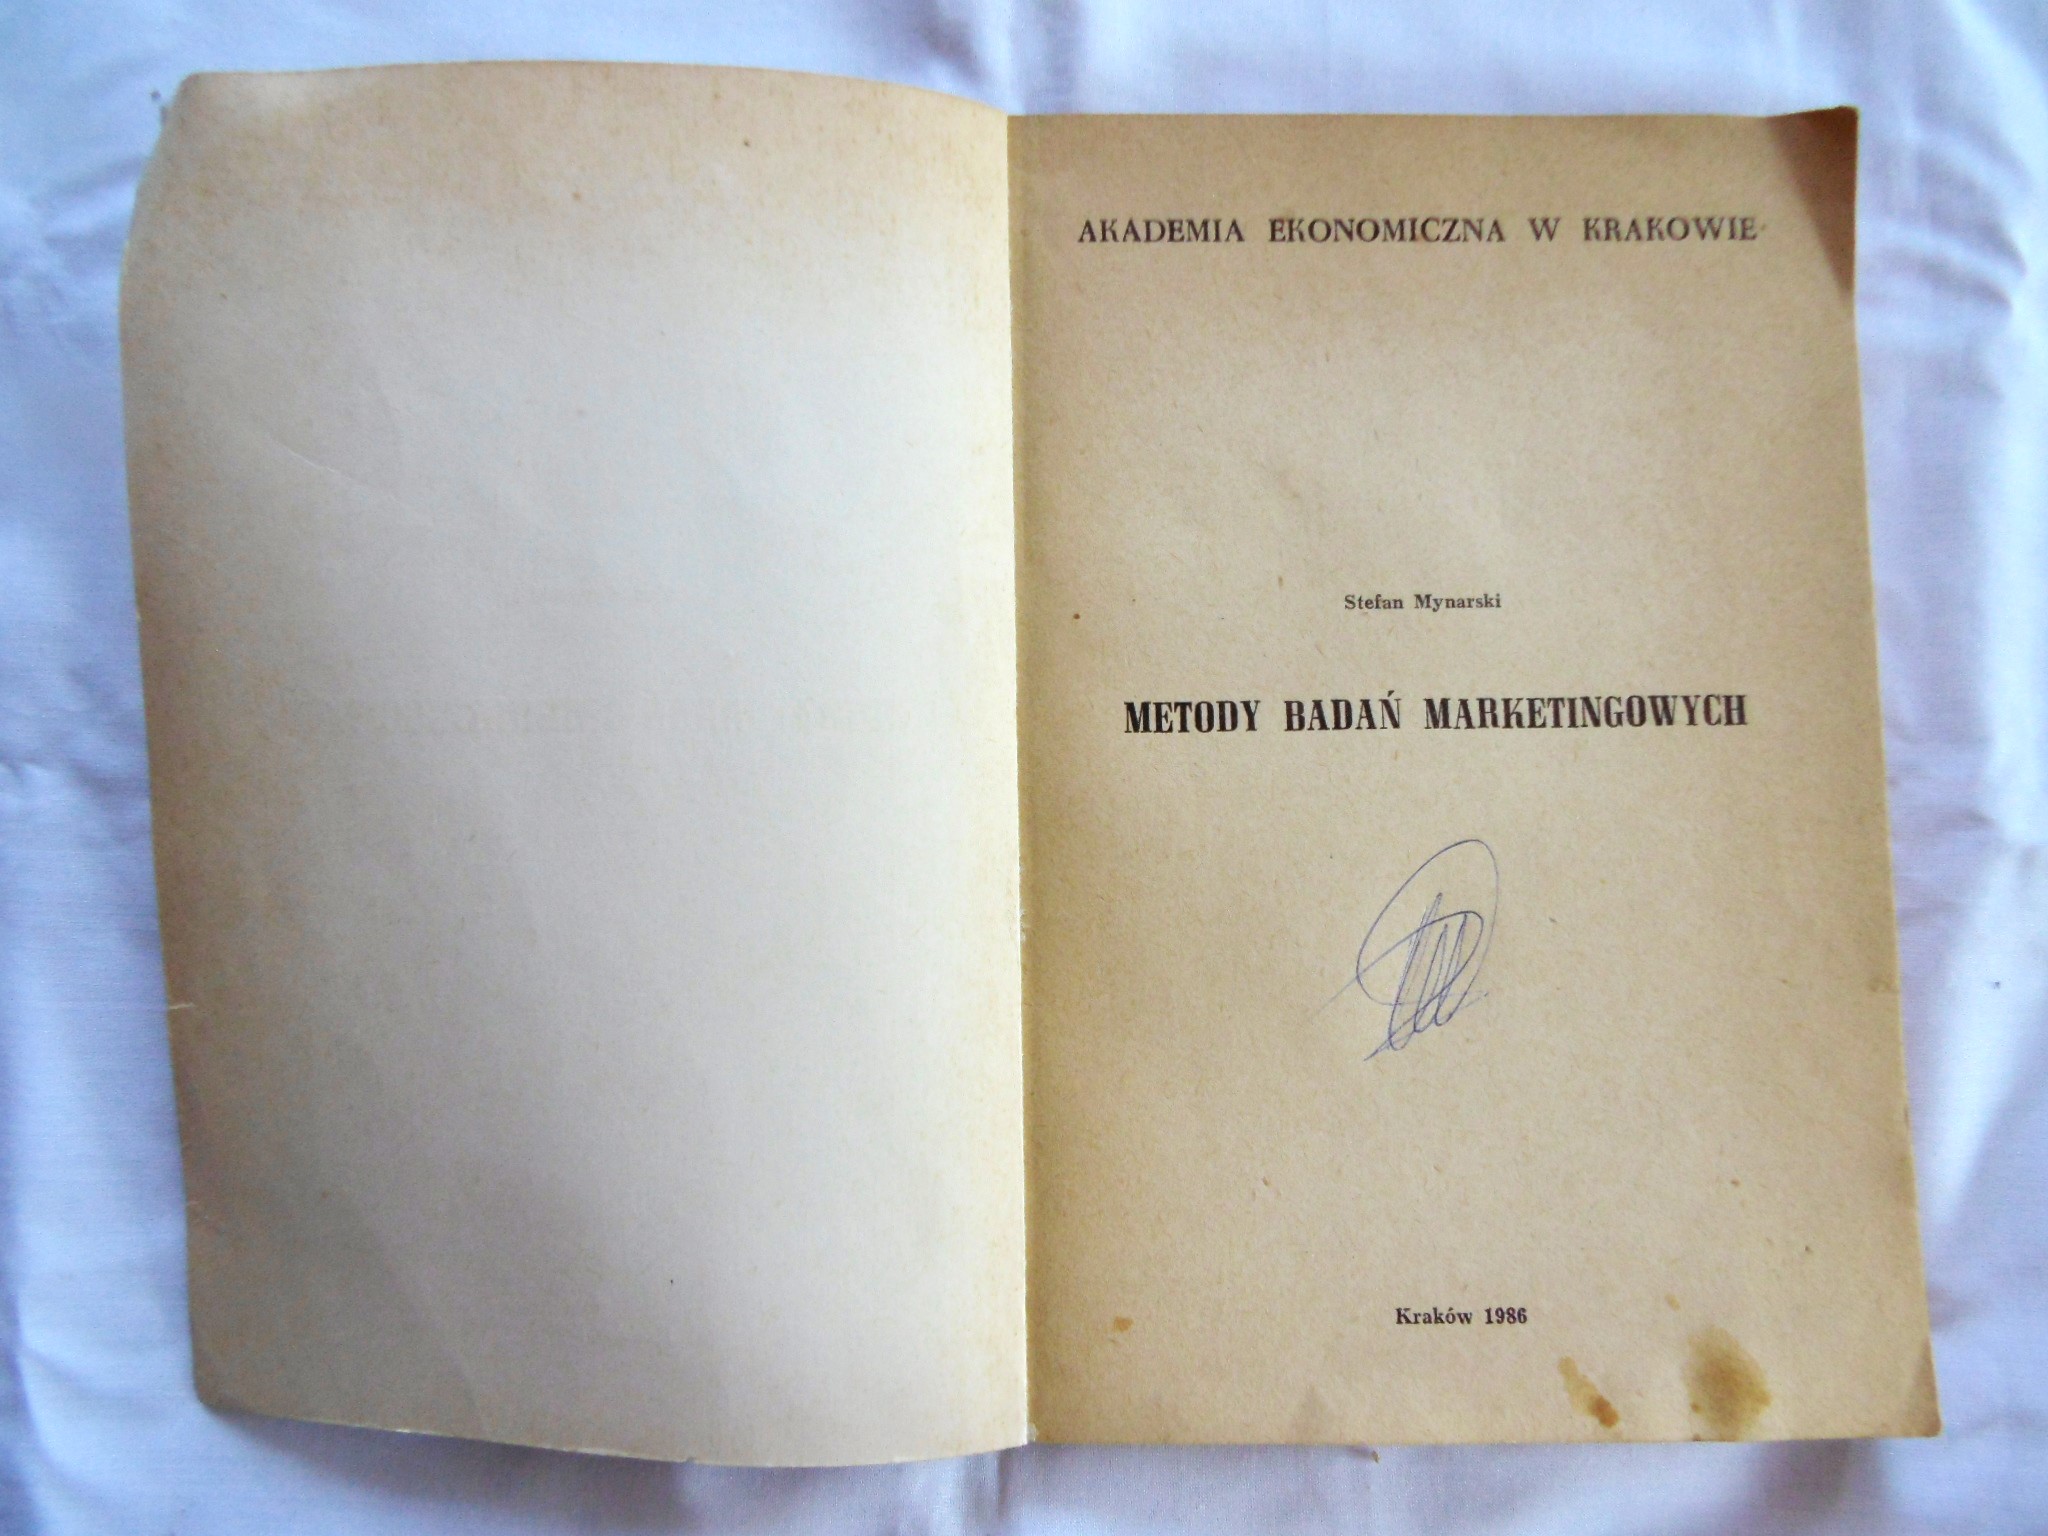 AKADEMIA EKONOMICZNA W KRAKOWIE
Stefan Mynarski
METODY BADAŃ MARKETINGOWYCH
Kraków 1986